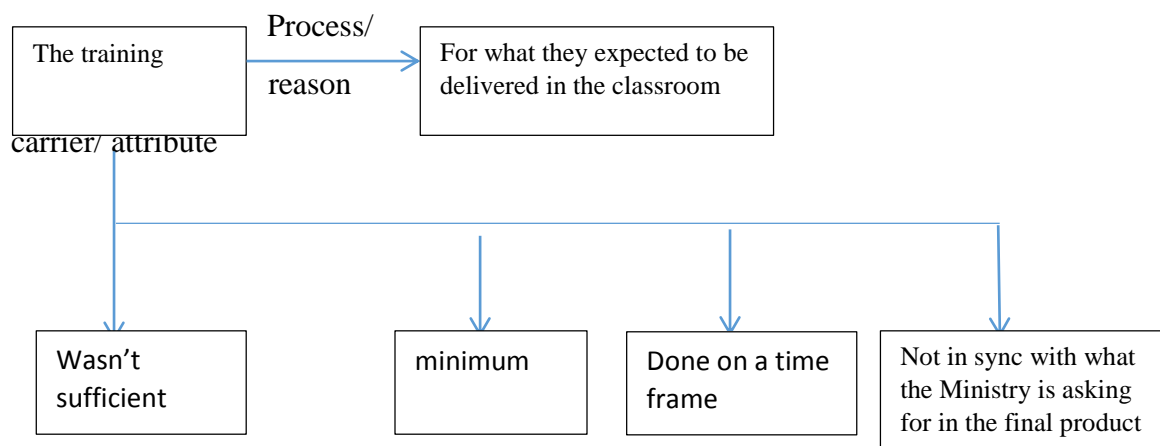 The training
Process/
reason
For what they expected to be
delivered in the classroom
carrier/ attribute
Wasn't
sufficient
minimum
Done on a time
frame
Not in sync with what
the Ministry is asking
for in the final product